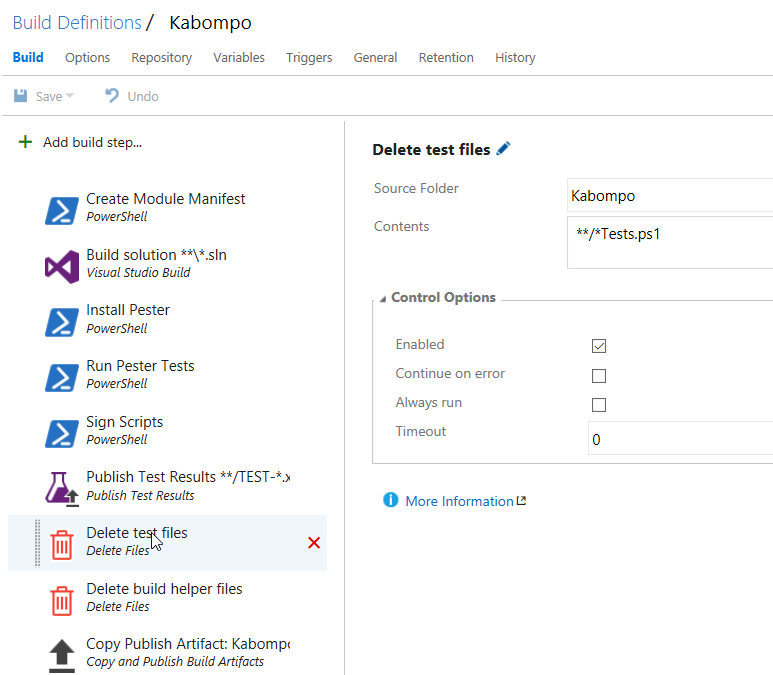 Build Definitions / Kabompo
Build Options Repository Variables Triggers General Retention History
Save Undo
Add build step...
Create Module Manifest
PowerShell
Build solution **\*.sln
Visual Studio Build
Install Pester
PowerShell
Run Pester Tests
PowerShell
Sign Scripts
PowerShell
Publish Test Results **/TEST-*.x
Publish Test Results
Delete test files
Delete Files
Delete build helper files
Delete Files
Copy Publish Artifact: Kabompo
Copy and Publish Build Artifacts
Delete test files
Source Folder
Kabompo
Contents
**/*Tests.ps1
Control Options
Enabled
Continue on error
Always run
Timeout
0
More Information